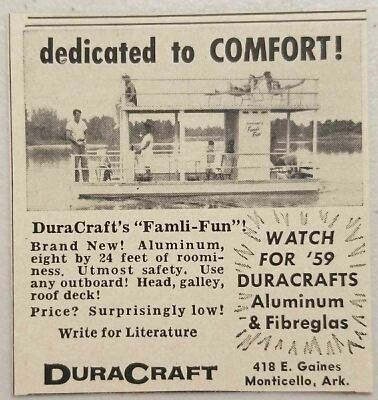 dedicated to COMFORT!
DuraCraft's "Famli-Fun"!
Brand New! Aluminum,
eight by 24 feet of roomi-
ness. Utmost safety. Use
any outboard! Head, galley,
roof deck!
Price? Surprisingly low!
Write for Literature
WATCH
FOR '59
DURACRAFTS
Aluminum
& Fibreglas
DURACRAFT
418 E. Gaines
Monticello, Ark.